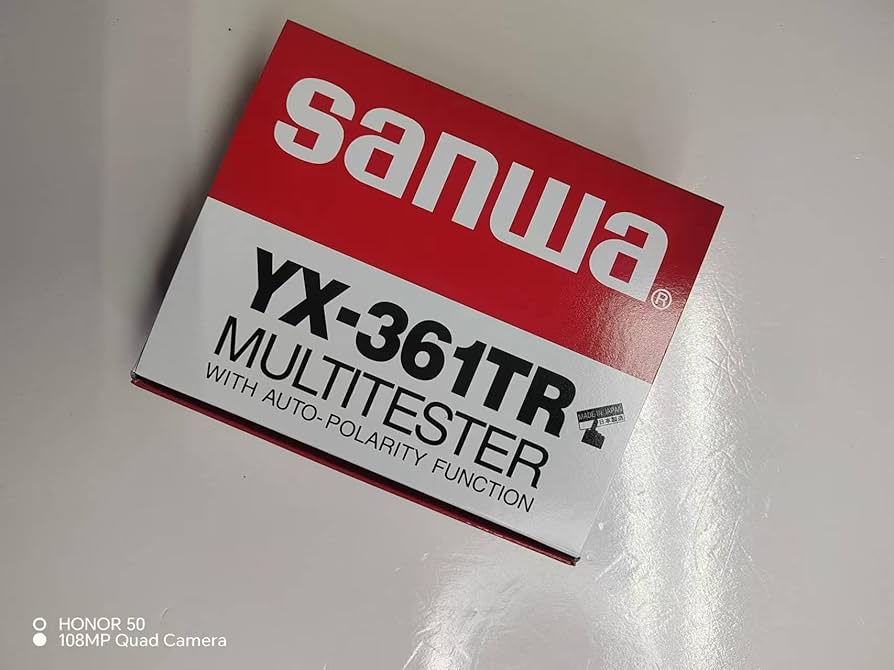 sanwa®
YX-361TR
MULTITESTER
WITH AUTO-POLARITY FUNCTION
MADE IN JAPAN
日本製造
HONOR 50
108MP Quad Camera